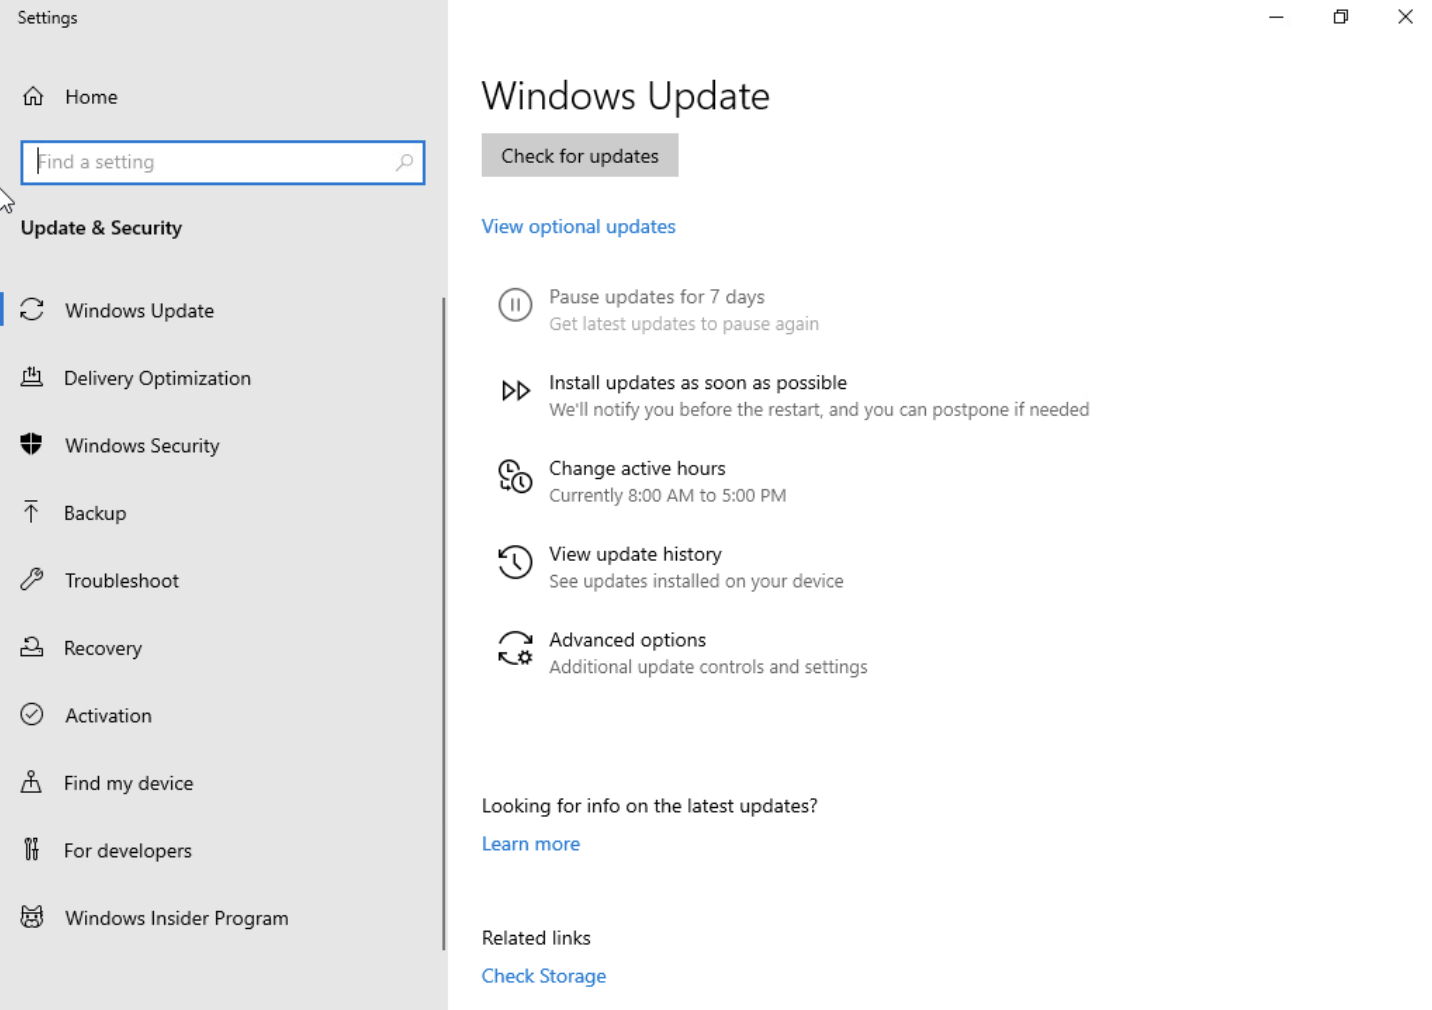 Settings
Home
Find a setting
Update & Security
Windows Update
Delivery Optimization
Windows Security
Backup
Troubleshoot
Recovery
Activation
Find my device
For developers
Windows Insider Program
Windows Update
Check for updates
View optional updates
Pause updates for 7 days
Get latest updates to pause again
Install updates as soon as possible
We'll notify you before the restart, and you can postpone if needed
Change active hours
Currently 8:00 AM to 5:00 PM
View update history
See updates installed on your device
Advanced options
Additional update controls and settings
Looking for info on the latest updates?
Learn more
Related links
Check Storage